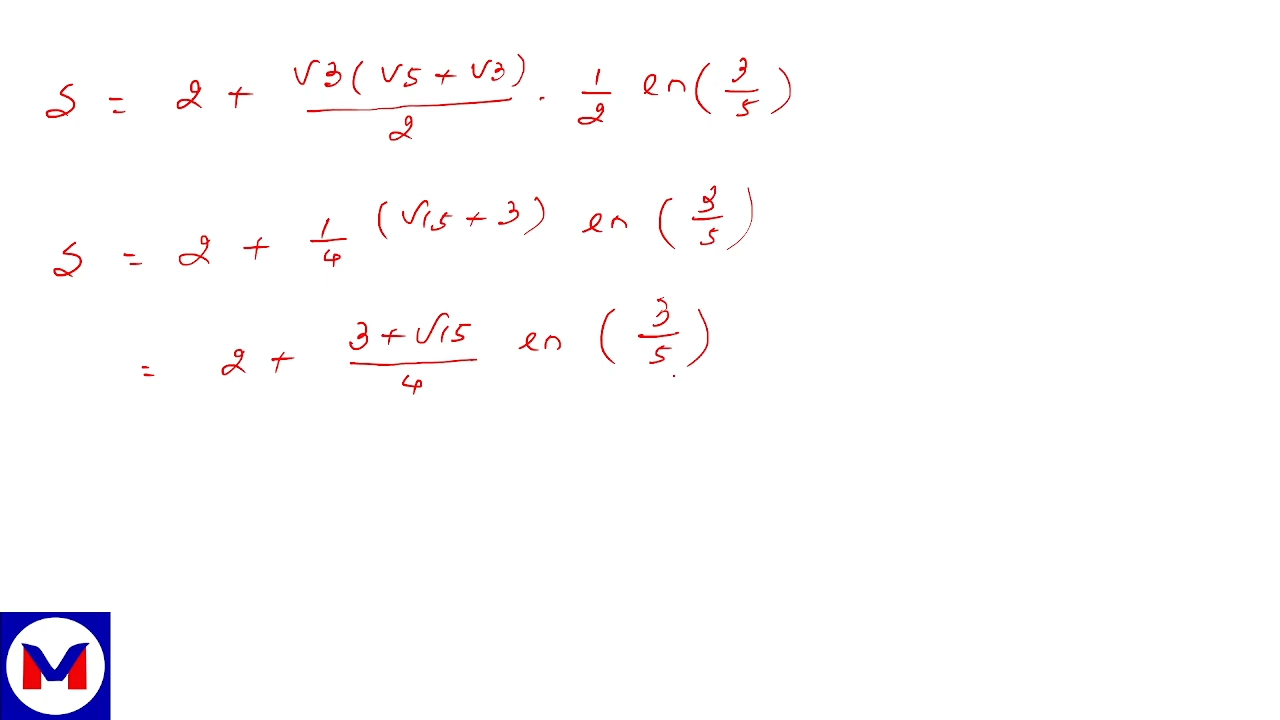 S = 2 + √3(√5 + √3)/2 · 1/2 ln(3/5)
S = 2 + 1/4 (√15 + 3) ln(3/5)
= 2 + (3 + √15)/4 ln(3/5)